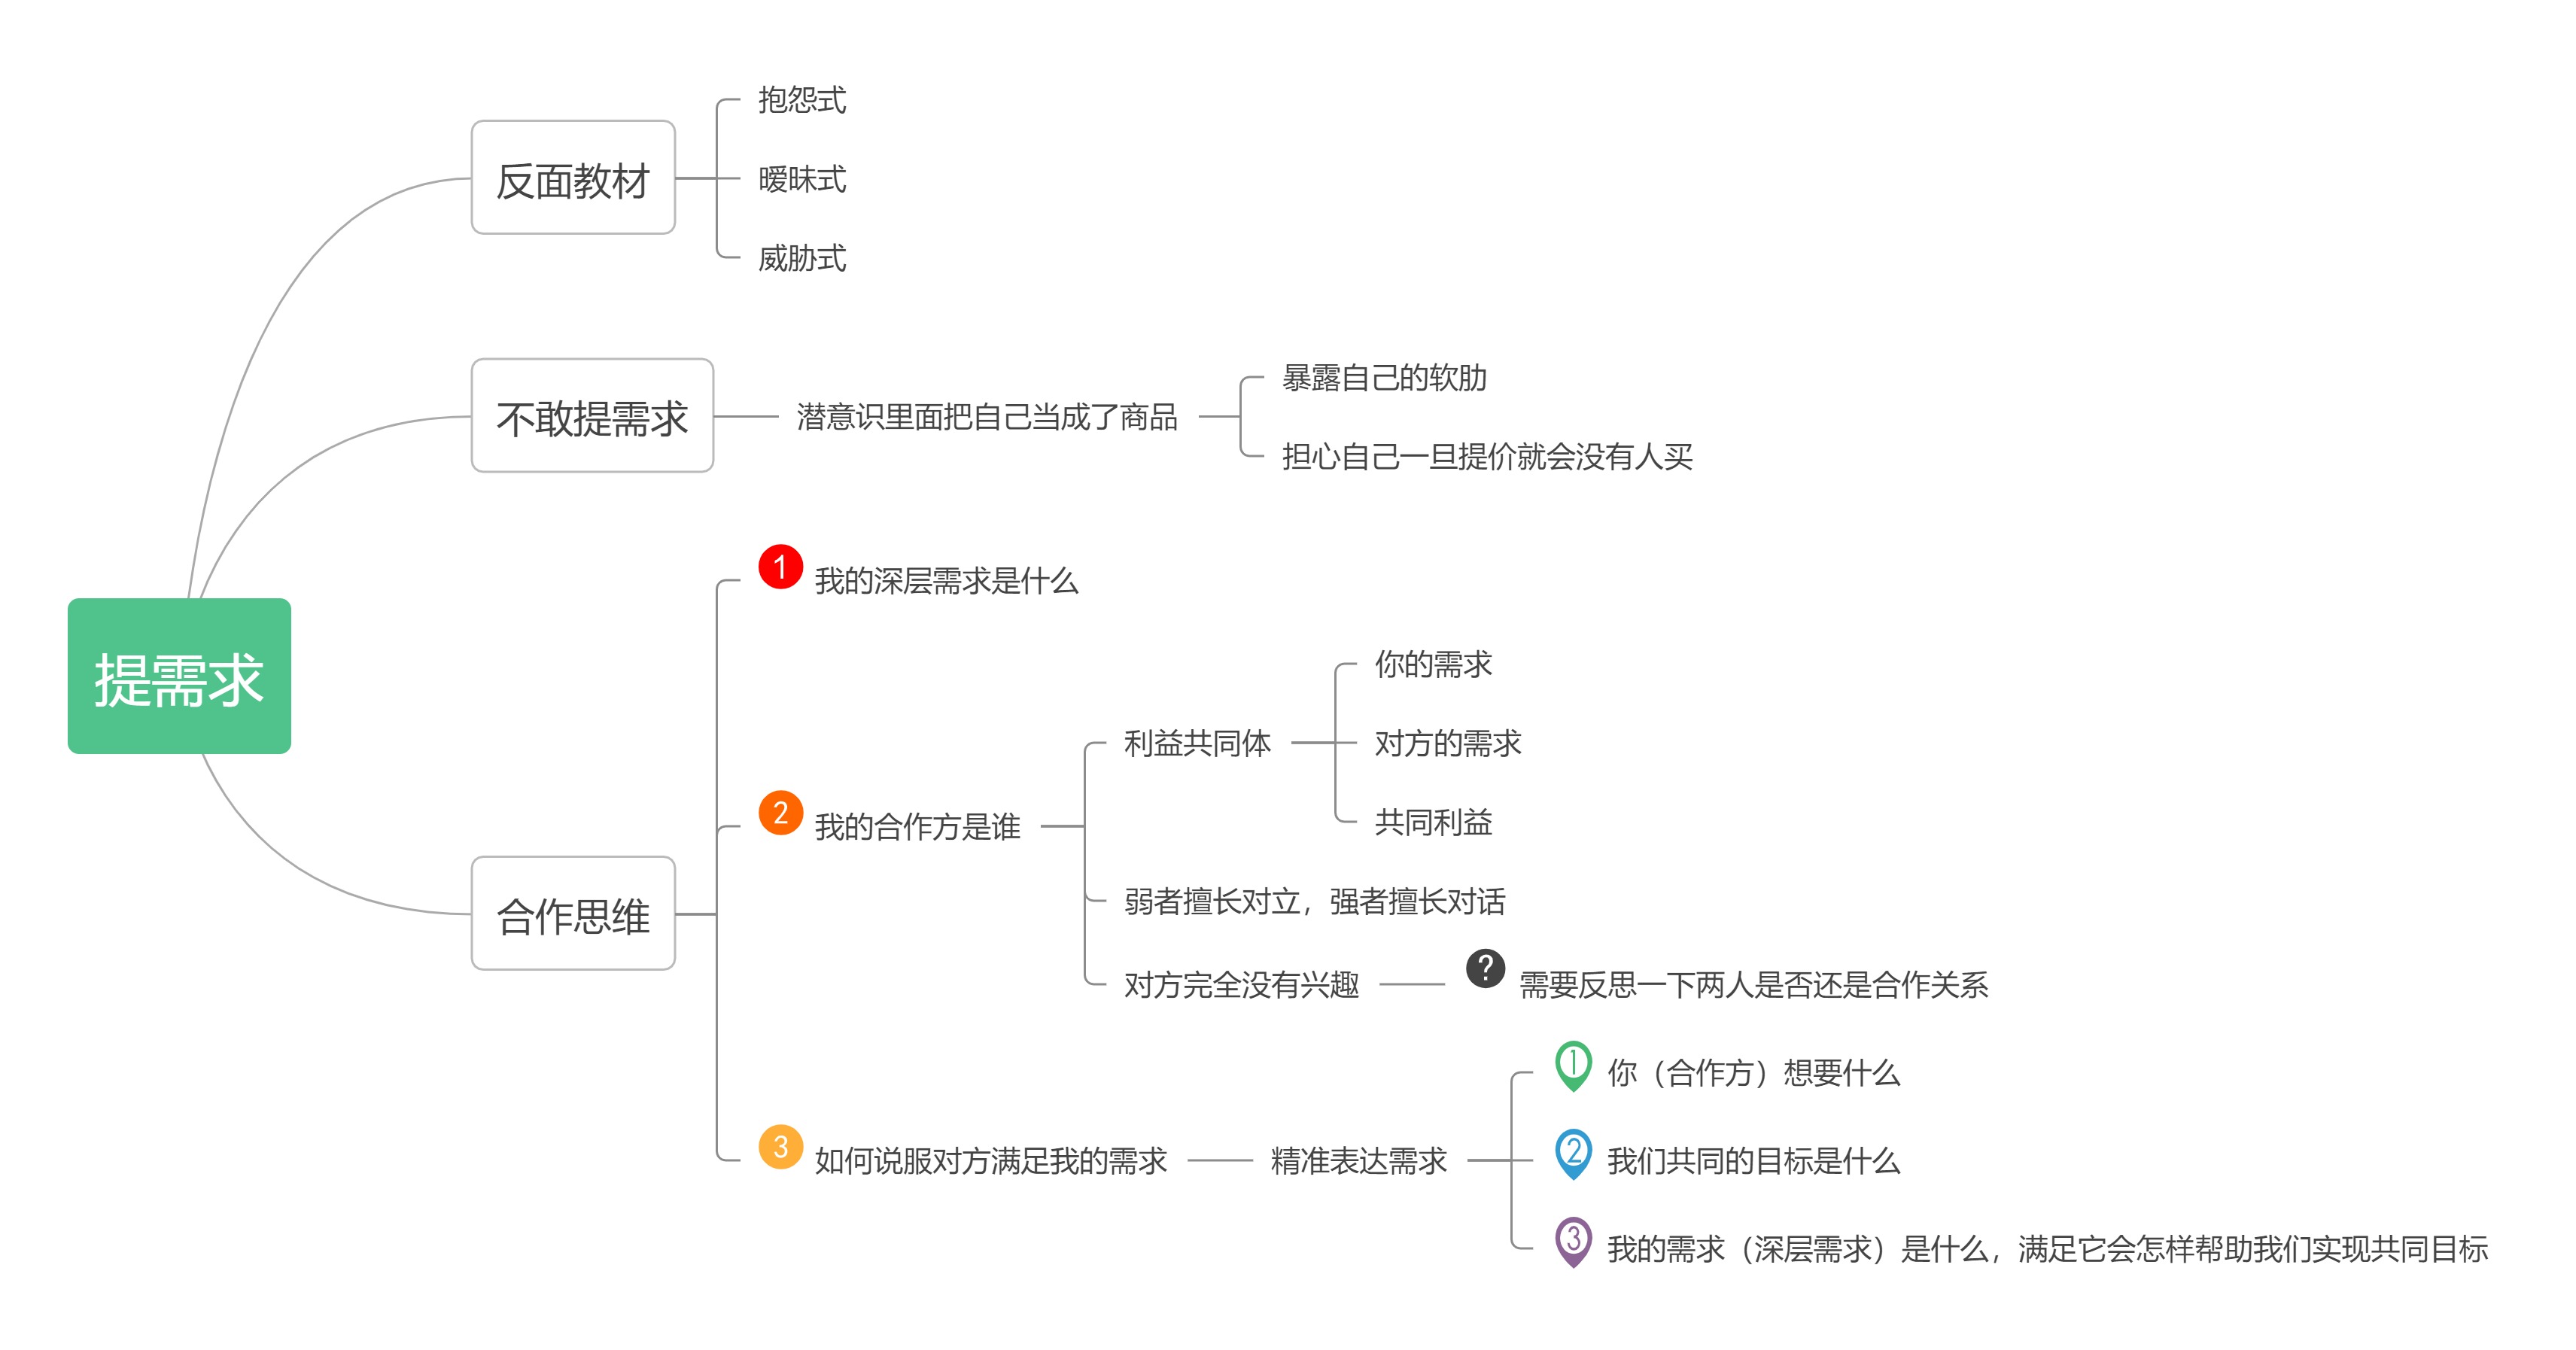 提需求
反面教材
抱怨式
暧昧式
威胁式
不敢提需求
潜意识里面把自己当成了商品
暴露自己的软肋
担心自己一旦提价就会没有人买
合作思维
1 我的深层需求是什么
2 我的合作方是谁
利益共同体
你的需求
对方的需求
共同利益
弱者擅长对立，强者擅长对话
对方完全没有兴趣
? 需要反思一下两人是否还是合作关系
3 如何说服对方满足我的需求
精准表达需求
1 你（合作方）想要什么
2 我们共同的目标是什么
3 我的需求（深层需求）是什么，满足它会怎样帮助我们实现共同目标